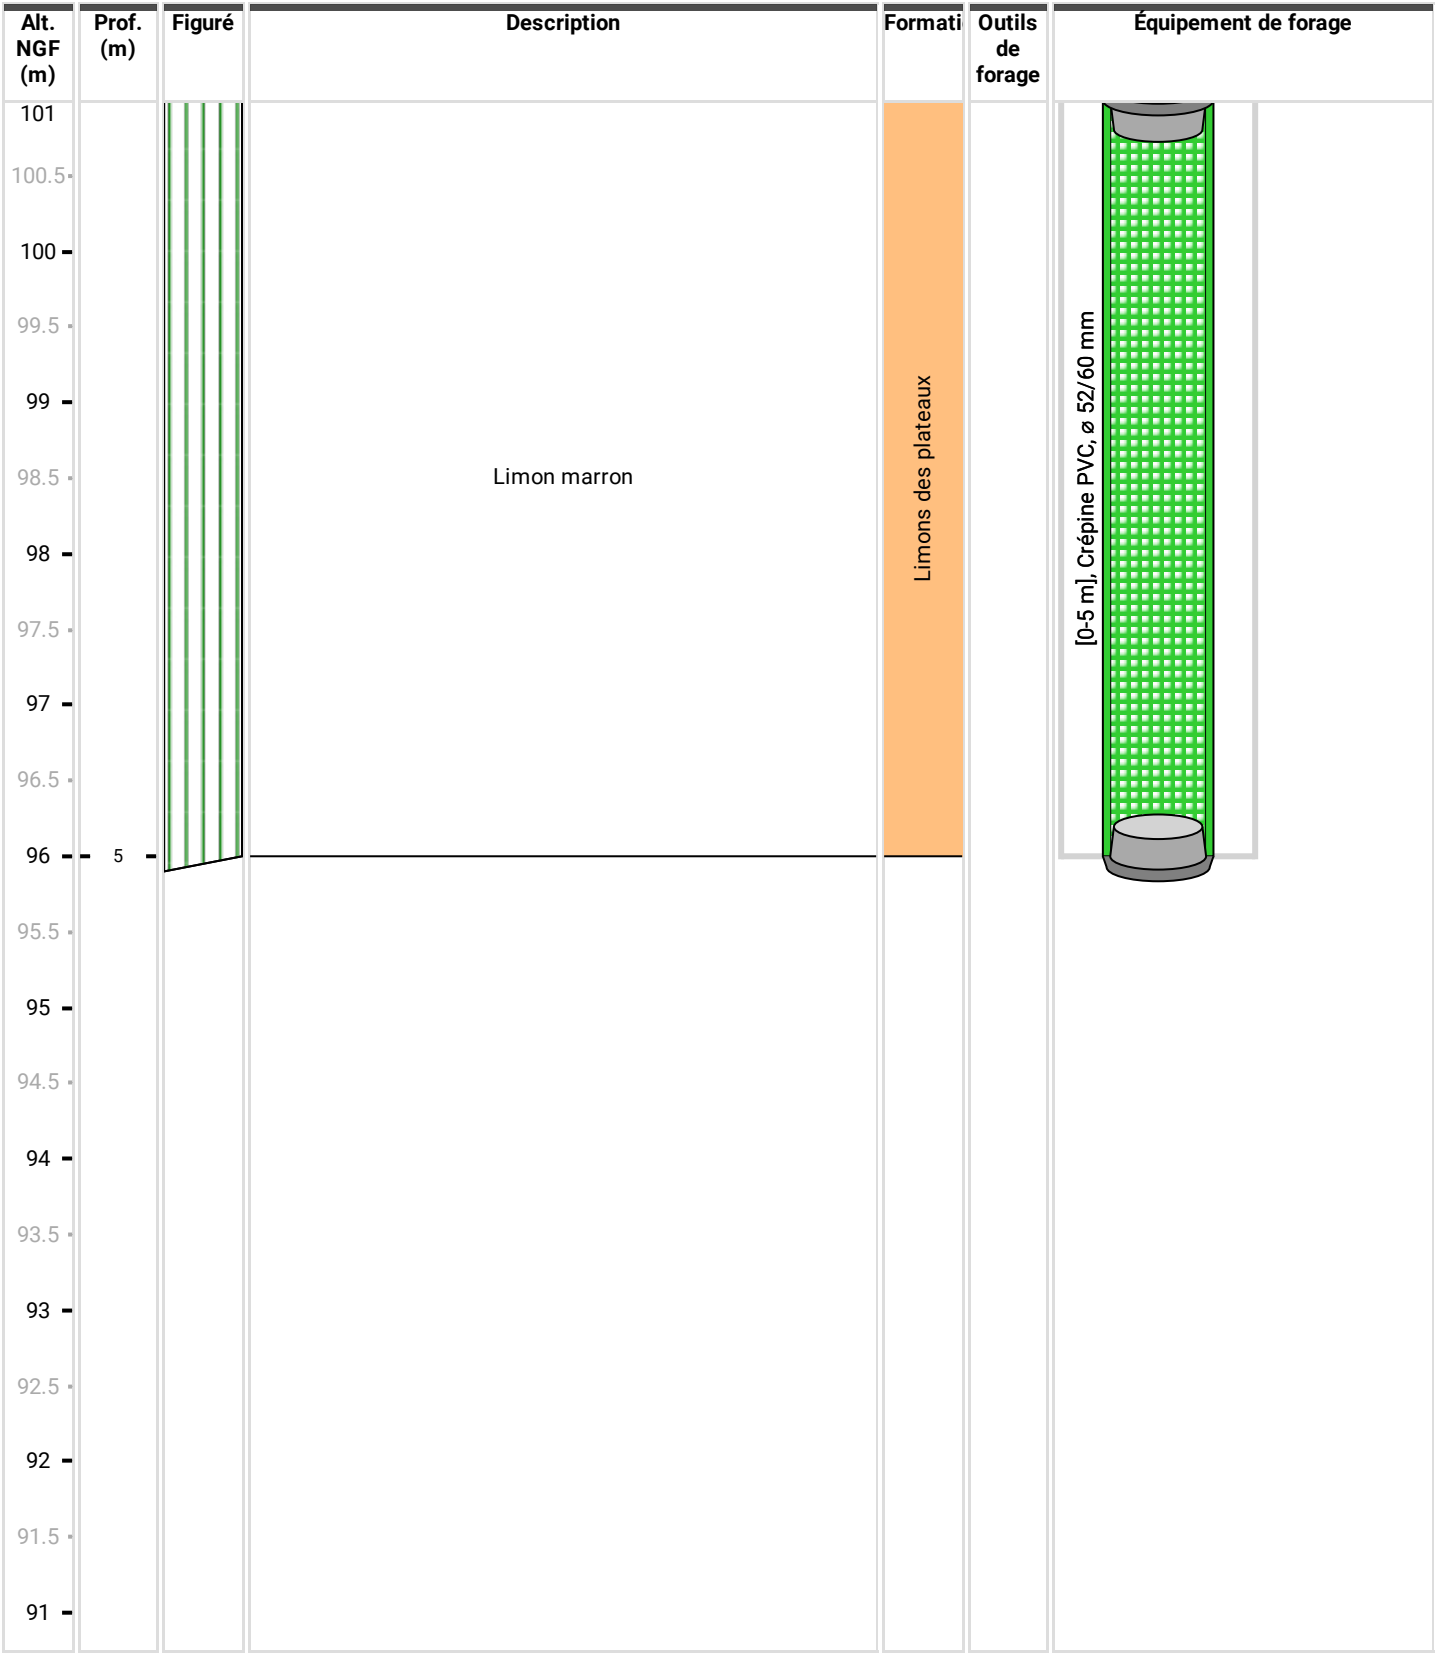 Alt.
NGF
(m)
Prof.
(m)
Figuré
Description
Formati
Outils
de
forage
Équipement de forage
101
100.5
100
99.5
99
98.5
98
97.5
97
96.5
96
95.5
95
94.5
94
93.5
93
92.5
92
91.5
91
5
Limon marron
Limons des plateaux
[0-5 m], Crépine PVC, ø 52/60 mm